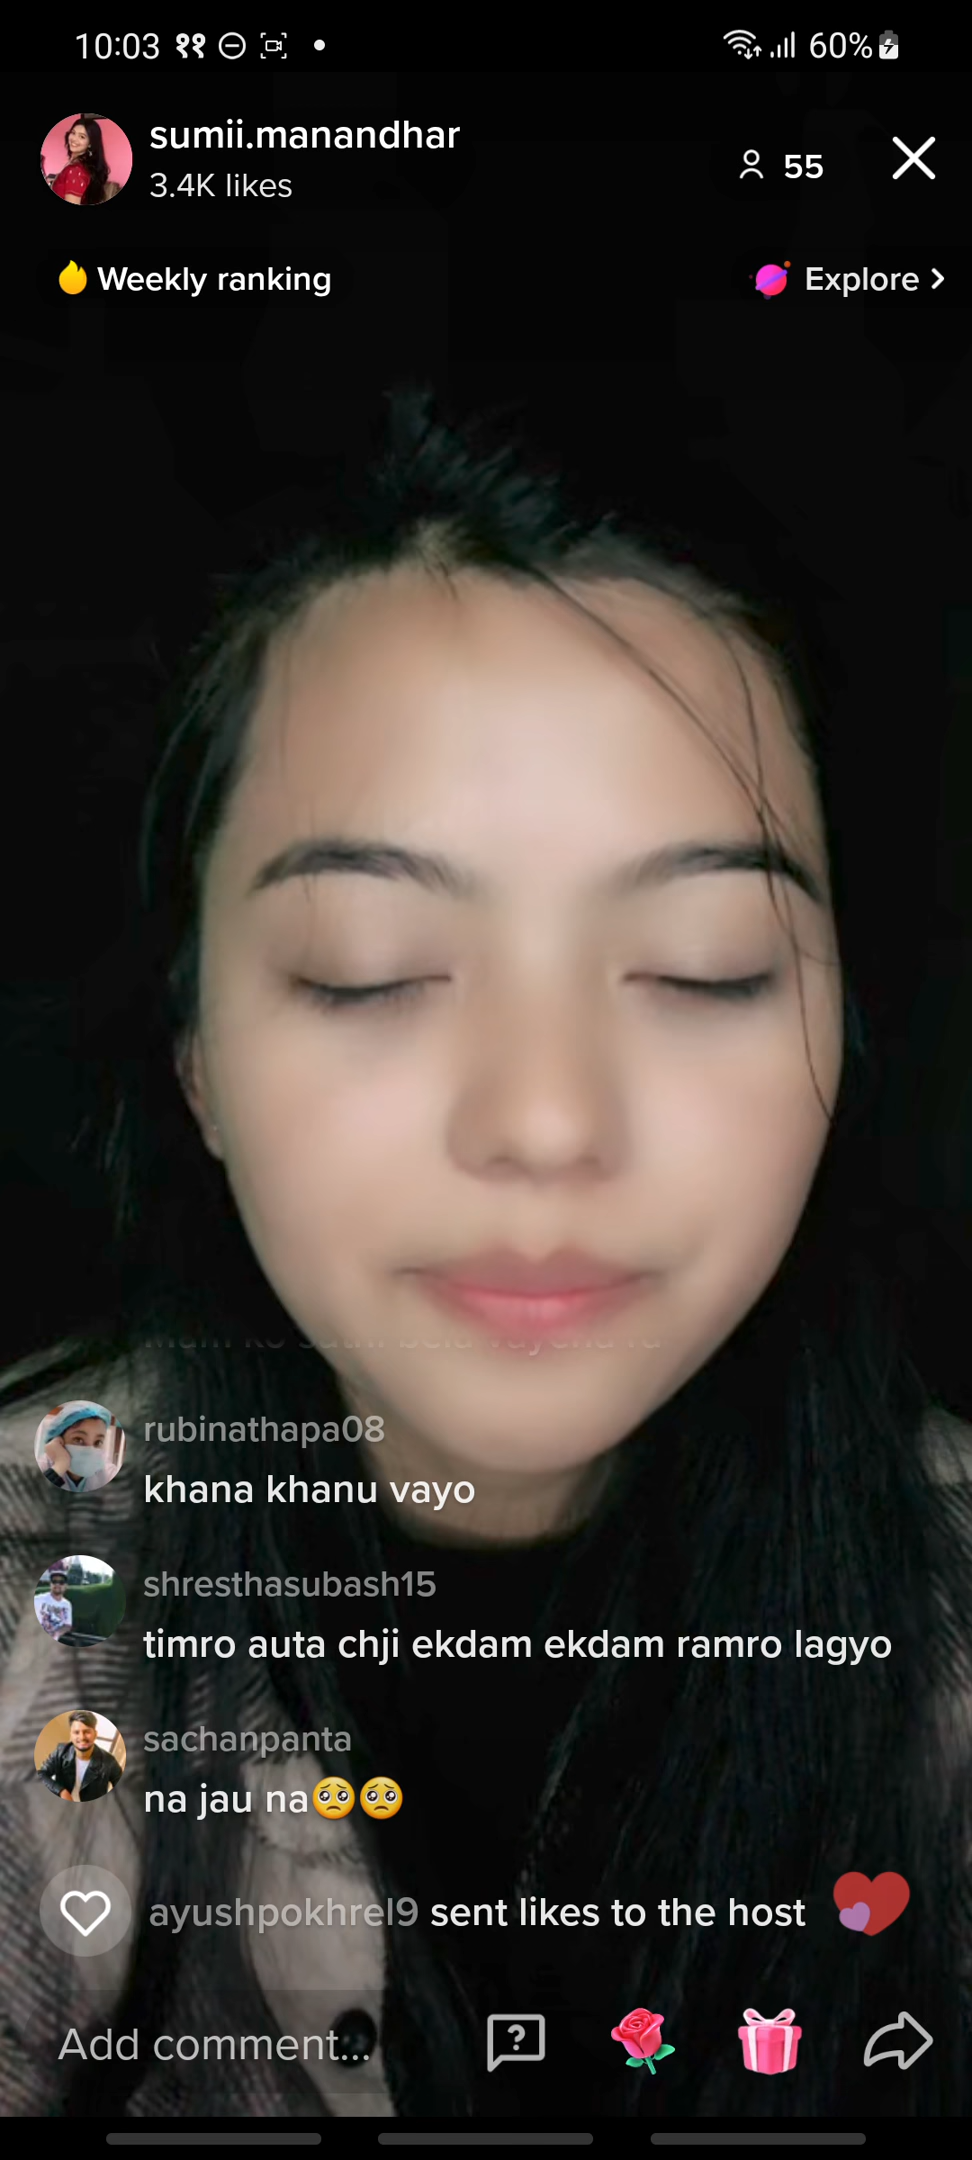 10:03
60%
sumii.manandhar
3.4K likes
55
Weekly ranking
Explore >
rubinathapa08
khana khanu vayo
shresthasubash15
timro auta chji ekdam ekdam ramro lagyo
sachanpanta
na jau na🥺🥺
ayushpokhrel9 sent likes to the host
Add comment...